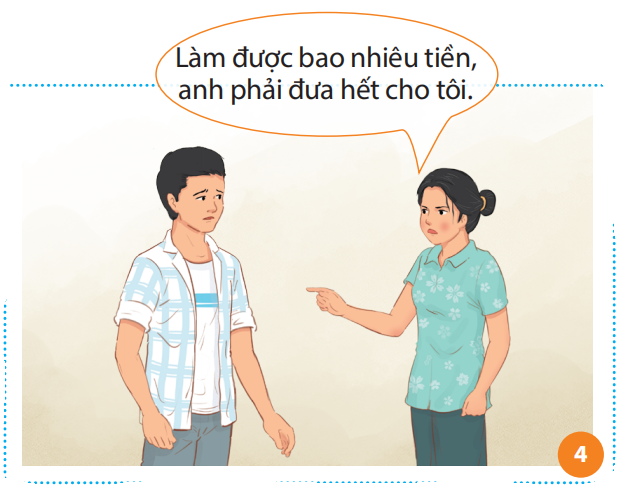 Làm được bao nhiêu tiền,
anh phải đưa hết cho tôi.
4